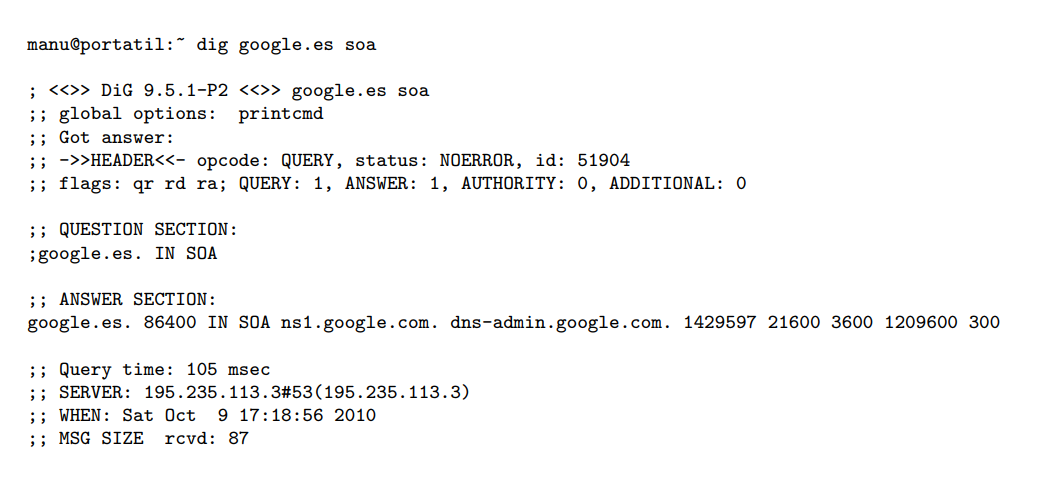 manu@portatil:~ dig google.es soa
; <<>> DiG 9.5.1-P2 <<>> google.es soa
;; global options:  printcmd
;; Got answer:
;; ->>HEADER<<- opcode: QUERY, status: NOERROR, id: 51904
;; flags: qr rd ra; QUERY: 1, ANSWER: 1, AUTHORITY: 0, ADDITIONAL: 0
;; QUESTION SECTION:
;google.es. IN SOA
;; ANSWER SECTION:
google.es. 86400 IN SOA ns1.google.com. dns-admin.google.com. 1429597 21600 3600 1209600 300
;; Query time: 105 msec
;; SERVER: 195.235.113.3#53(195.235.113.3)
;; WHEN: Sat Oct  9 17:18:56 2010
;; MSG SIZE  rcvd: 87